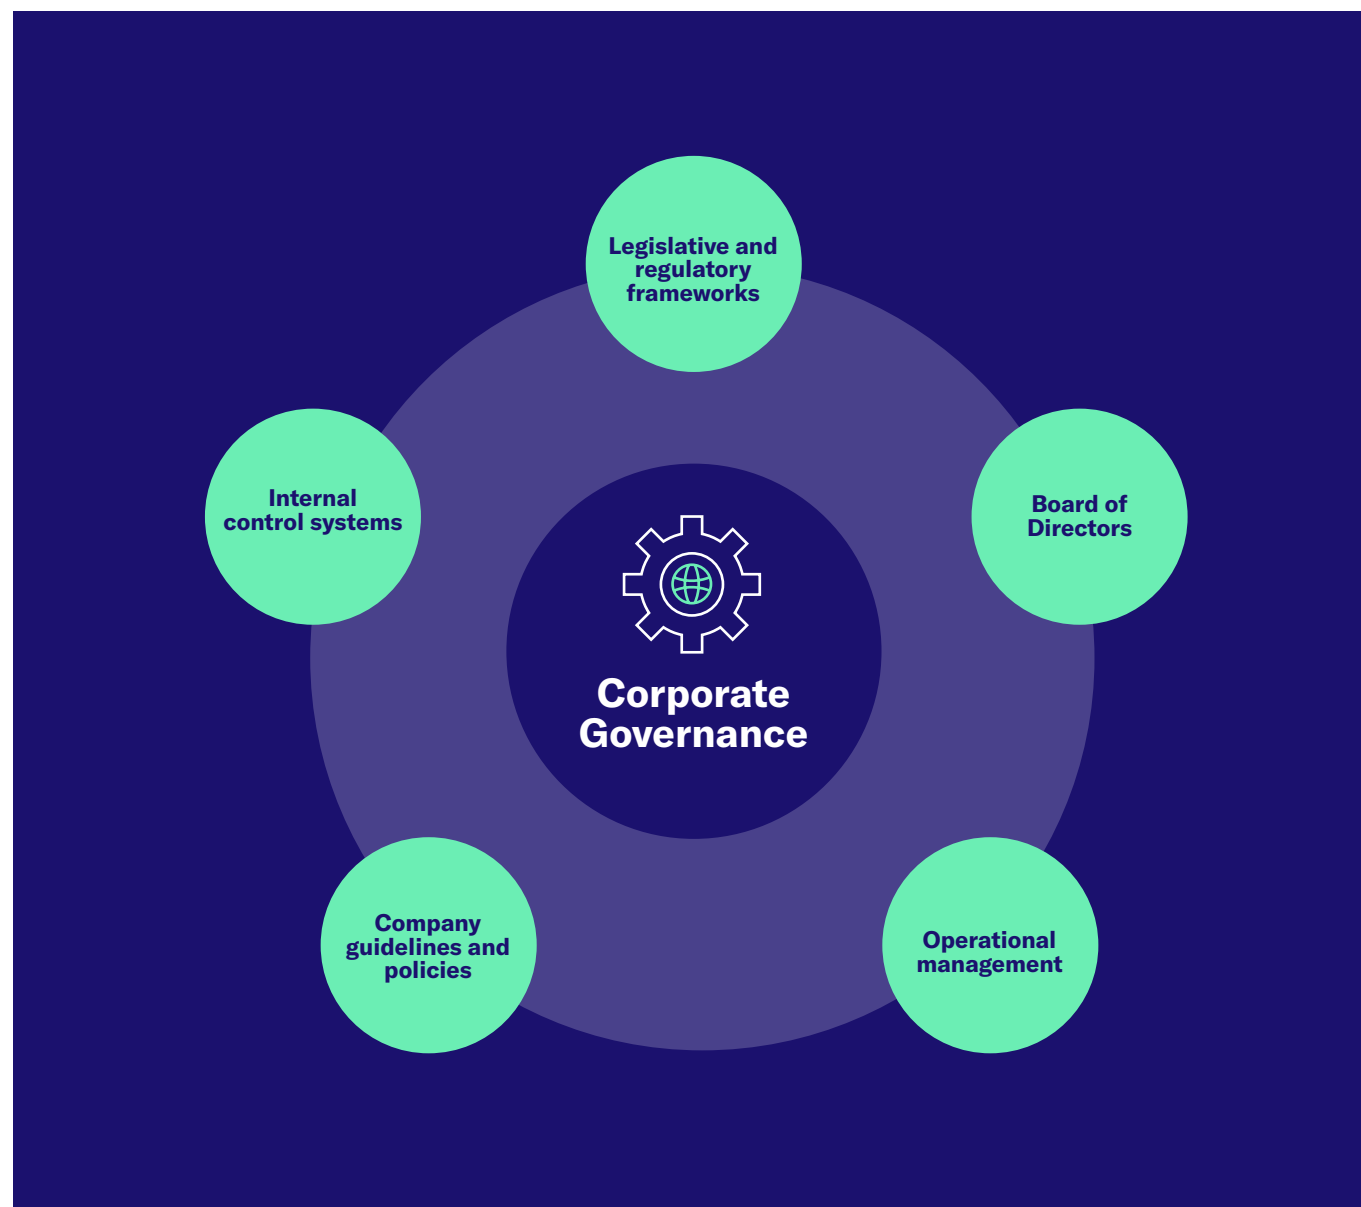 Legislative and
regulatory
frameworks
Internal
control systems
Board of
Directors
Corporate
Governance
Company
guidelines and
policies
Operational
management